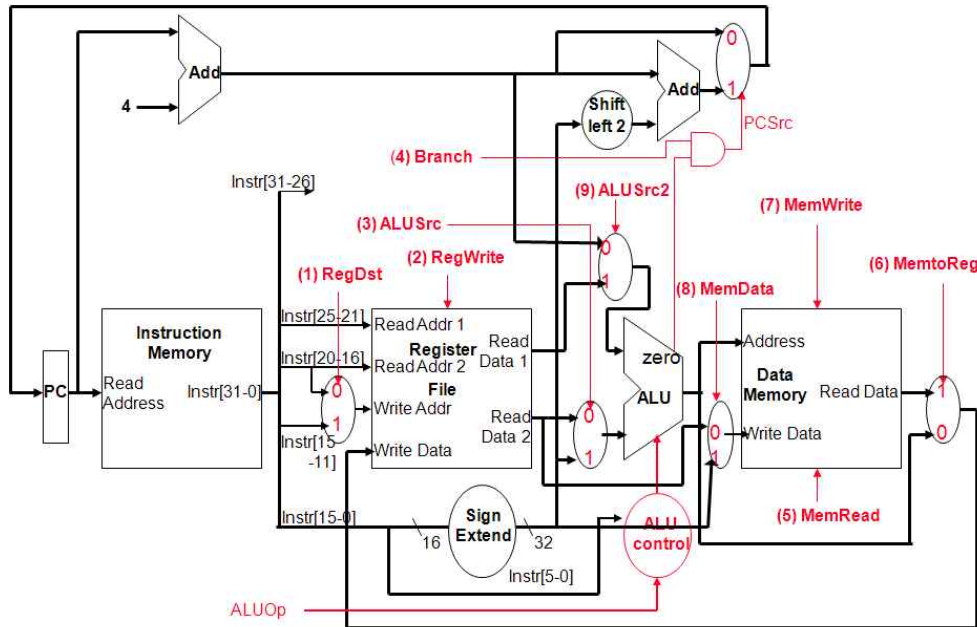 0
Add
Add
4
Shift
left 2
1
PCSrc
(4) Branch
Instr[31-26]
(9) ALUSrc2
(7) MemWrite
(3) ALUSrc
0
(2) RegWrite
(6) MemtoReg
(1) RegDst
1
(8) MemData
Instr[25-21]
Instruction
Memory
Read Addr 1
Register
File
Read
Data 1
Address
Instr[20-16]
Read Addr 2
zero
Data
Memory
PC
Read
Address
Instr[31-0]
0
ALU
Read Data
1
Write Addr
Read
Data 2
0
1
Instr[15
-11]
Write Data
1
0
1
Write Data
0
Instr[15-0]
Sign
Extend
16
32
ALU
control
(5) MemRead
Instr[5-0]
ALUOp